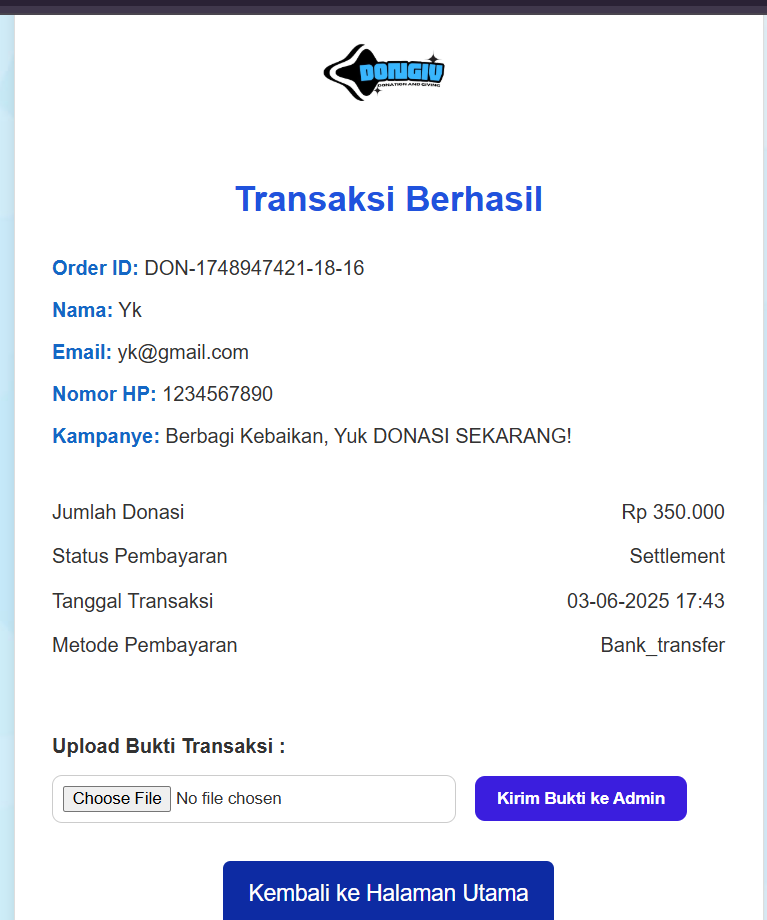 DONGIV
DONATION AND GIVING
Transaksi Berhasil
Order ID: DON-1748947421-18-16
Nama: Yk
Email: yk@gmail.com
Nomor HP: 1234567890
Kampanye: Berbagi Kebaikan, Yuk DONASI SEKARANG!
Jumlah Donasi Rp 350.000
Status Pembayaran Settlement
Tanggal Transaksi 03-06-2025 17:43
Metode Pembayaran Bank_transfer
Upload Bukti Transaksi :
Choose File No file chosen Kirim Bukti ke Admin
Kembali ke Halaman Utama